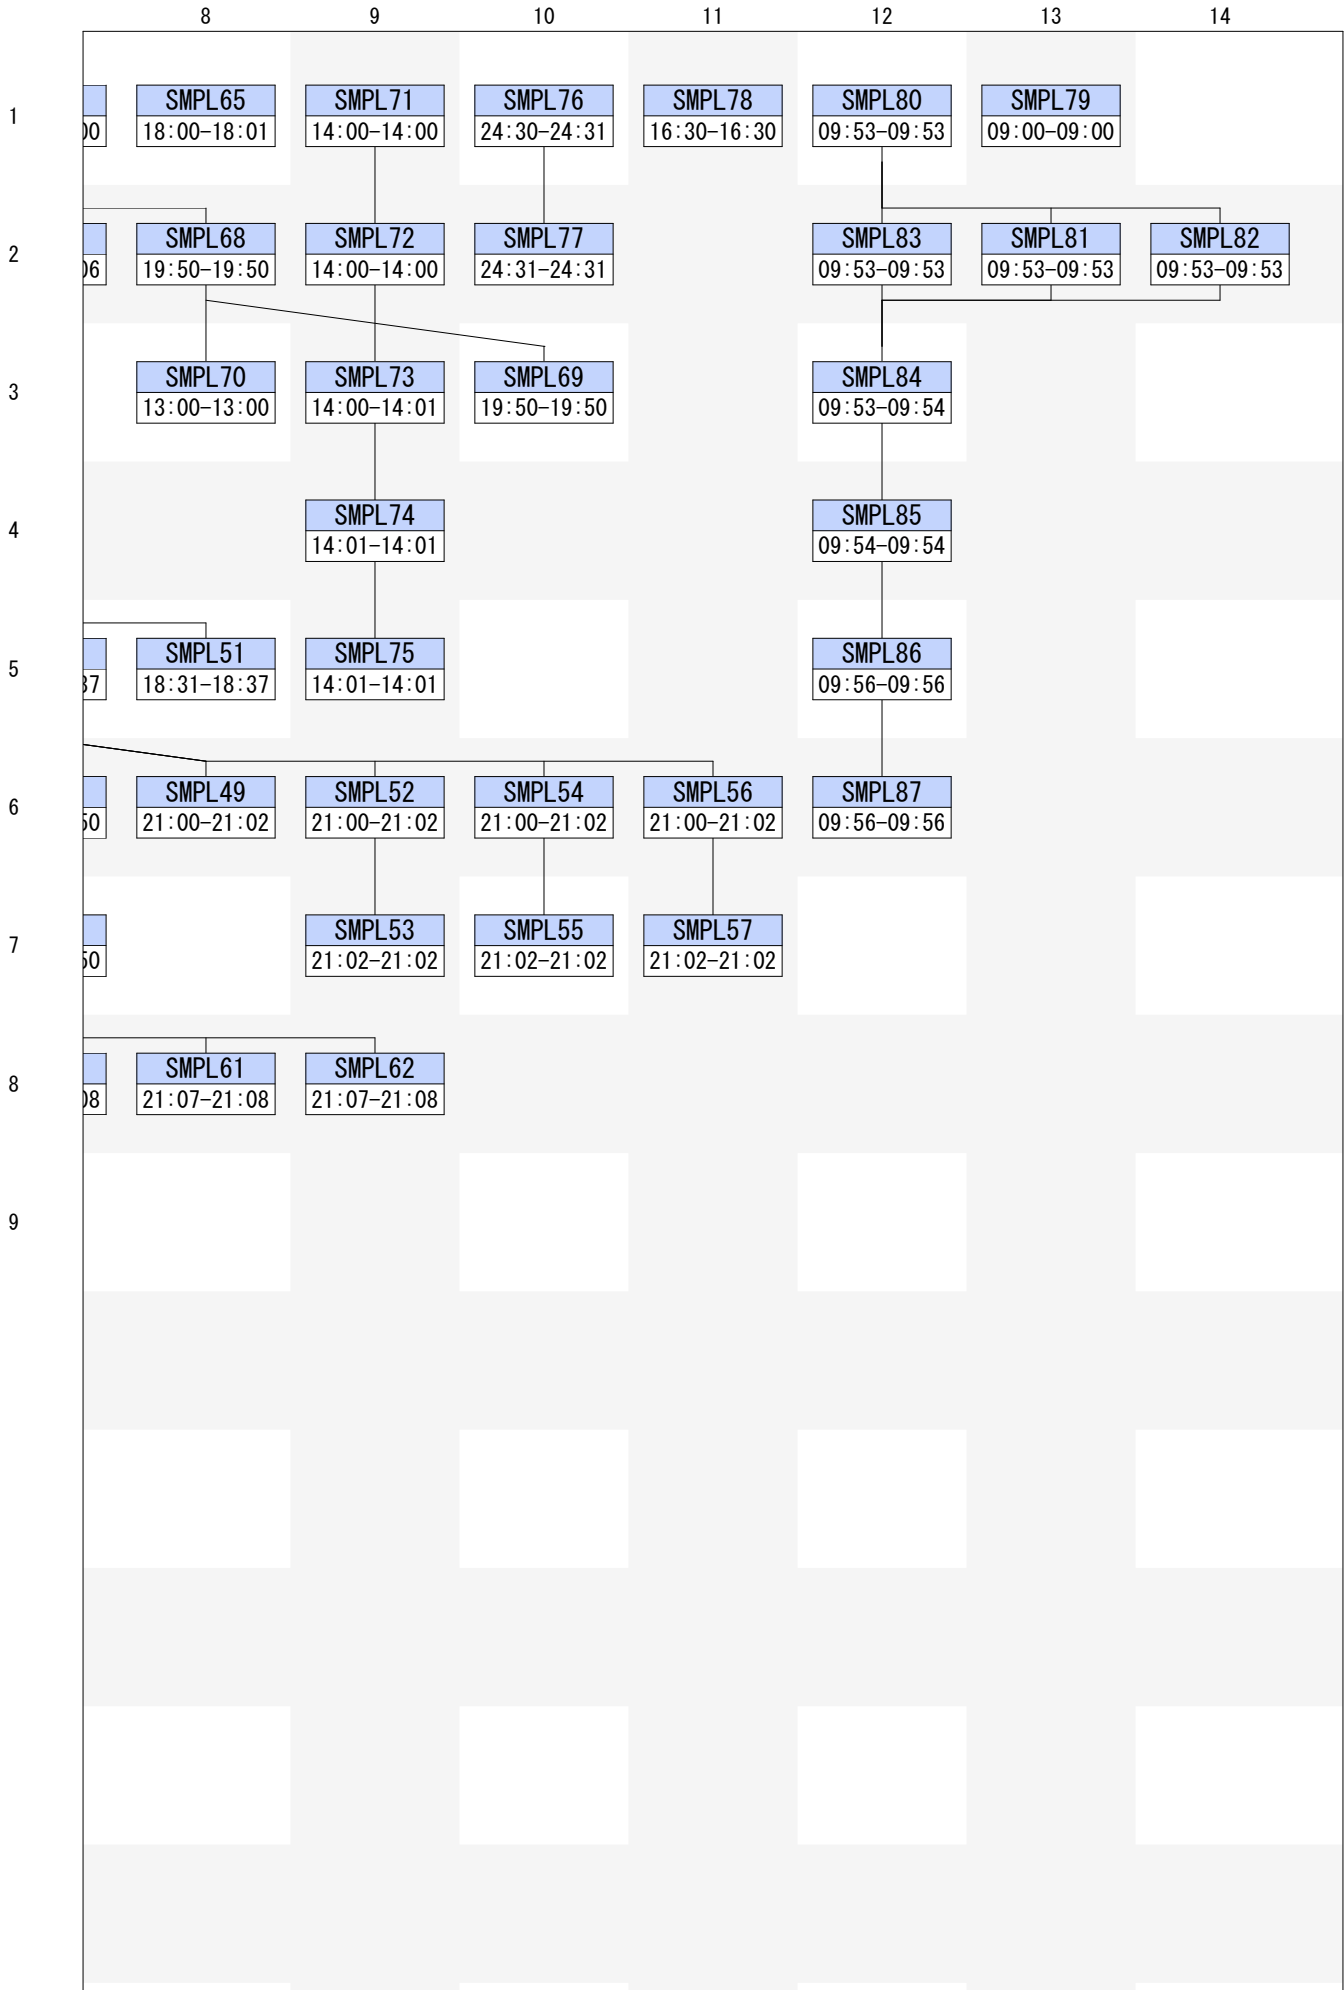 8 9 10 11 12 13 14
1
SMPL65 SMPL71 SMPL76 SMPL78 SMPL80 SMPL79
00 18:00-18:01 14:00-14:00 24:30-24:31 16:30-16:30 09:53-09:53 09:00-09:00
2
SMPL68 SMPL72 SMPL77 SMPL83 SMPL81 SMPL82
06 19:50-19:50 14:00-14:00 24:31-24:31 09:53-09:53 09:53-09:53 09:53-09:53
3
SMPL70 SMPL73 SMPL69 SMPL84
13:00-13:00 14:00-14:01 19:50-19:50 09:53-09:54
4
SMPL74 SMPL85
14:01-14:01 09:54-09:54
5
SMPL51 SMPL75 SMPL86
37 18:31-18:37 14:01-14:01 09:56-09:56
6
SMPL49 SMPL52 SMPL54 SMPL56 SMPL87
50 21:00-21:02 21:00-21:02 21:00-21:02 21:00-21:02 09:56-09:56
7
SMPL53 SMPL55 SMPL57
50 21:02-21:02 21:02-21:02 21:02-21:02
8
SMPL61 SMPL62
08 21:07-21:08 21:07-21:08
9